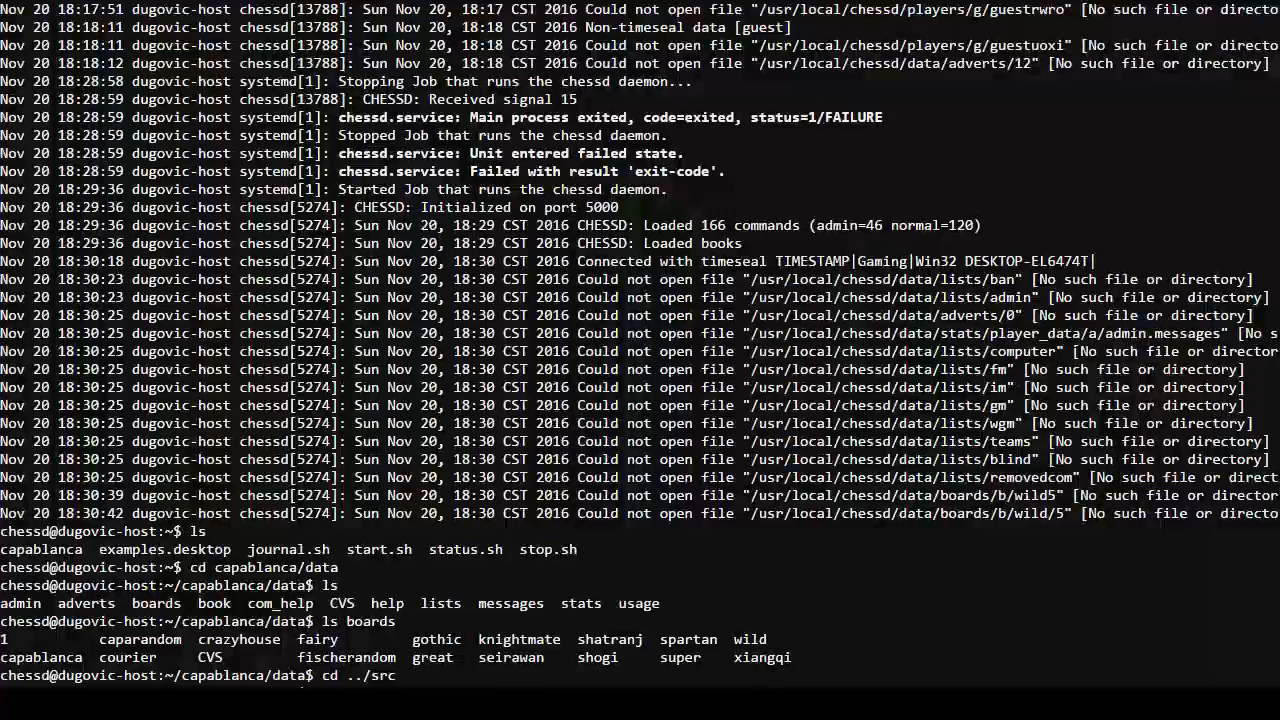 Nov 20 18:17:51 dugovic-host chessd[13788]: Sun Nov 20, 18:17 CST 2016 Could not open file "/usr/local/chessd/players/g/guestrwro" [No such file or directo
Nov 20 18:18:11 dugovic-host chessd[13788]: Sun Nov 20, 18:18 CST 2016 Non-timeseal data [guest]
Nov 20 18:18:11 dugovic-host chessd[13788]: Sun Nov 20, 18:18 CST 2016 Could not open file "/usr/local/chessd/players/g/guestuoxi" [No such file or directo
Nov 20 18:18:12 dugovic-host chessd[13788]: Sun Nov 20, 18:18 CST 2016 Could not open file "/usr/local/chessd/data/adverts/12" [No such file or directory]
Nov 20 18:28:58 dugovic-host systemd[1]: Stopping Job that runs the chessd daemon...
Nov 20 18:28:59 dugovic-host chessd[13788]: CHESSD: Received signal 15
Nov 20 18:28:59 dugovic-host systemd[1]: chessd.service: Main process exited, code=exited, status=1/FAILURE
Nov 20 18:28:59 dugovic-host systemd[1]: Stopped Job that runs the chessd daemon.
Nov 20 18:28:59 dugovic-host systemd[1]: chessd.service: Unit entered failed state.
Nov 20 18:28:59 dugovic-host systemd[1]: chessd.service: Failed with result 'exit-code'.
Nov 20 18:29:36 dugovic-host systemd[1]: Started Job that runs the chessd daemon.
Nov 20 18:29:36 dugovic-host chessd[5274]: CHESSD: Initialized on port 5000
Nov 20 18:29:36 dugovic-host chessd[5274]: Sun Nov 20, 18:29 CST 2016 CHESSD: Loaded 166 commands (admin=46 normal=120)
Nov 20 18:29:36 dugovic-host chessd[5274]: Sun Nov 20, 18:29 CST 2016 CHESSD: Loaded books
Nov 20 18:30:18 dugovic-host chessd[5274]: Sun Nov 20, 18:30 CST 2016 Connected with timeseal TIMESTAMP|Gaming|Win32 DESKTOP-EL6474T|
Nov 20 18:30:23 dugovic-host chessd[5274]: Sun Nov 20, 18:30 CST 2016 Could not open file "/usr/local/chessd/data/lists/ban" [No such file or directory]
Nov 20 18:30:23 dugovic-host chessd[5274]: Sun Nov 20, 18:30 CST 2016 Could not open file "/usr/local/chessd/data/lists/admin" [No such file or directory]
Nov 20 18:30:25 dugovic-host chessd[5274]: Sun Nov 20, 18:30 CST 2016 Could not open file "/usr/local/chessd/data/adverts/0" [No such file or directory]
Nov 20 18:30:25 dugovic-host chessd[5274]: Sun Nov 20, 18:30 CST 2016 Could not open file "/usr/local/chessd/data/stats/player_data/a/admin.messages" [No s
Nov 20 18:30:25 dugovic-host chessd[5274]: Sun Nov 20, 18:30 CST 2016 Could not open file "/usr/local/chessd/data/lists/computer" [No such file or director
Nov 20 18:30:25 dugovic-host chessd[5274]: Sun Nov 20, 18:30 CST 2016 Could not open file "/usr/local/chessd/data/lists/fm" [No such file or directory]
Nov 20 18:30:25 dugovic-host chessd[5274]: Sun Nov 20, 18:30 CST 2016 Could not open file "/usr/local/chessd/data/lists/im" [No such file or directory]
Nov 20 18:30:25 dugovic-host chessd[5274]: Sun Nov 20, 18:30 CST 2016 Could not open file "/usr/local/chessd/data/lists/gm" [No such file or directory]
Nov 20 18:30:25 dugovic-host chessd[5274]: Sun Nov 20, 18:30 CST 2016 Could not open file "/usr/local/chessd/data/lists/wgm" [No such file or directory]
Nov 20 18:30:25 dugovic-host chessd[5274]: Sun Nov 20, 18:30 CST 2016 Could not open file "/usr/local/chessd/data/lists/teams" [No such file or directory]
Nov 20 18:30:25 dugovic-host chessd[5274]: Sun Nov 20, 18:30 CST 2016 Could not open file "/usr/local/chessd/data/lists/blind" [No such file or directory]
Nov 20 18:30:25 dugovic-host chessd[5274]: Sun Nov 20, 18:30 CST 2016 Could not open file "/usr/local/chessd/data/lists/removedcom" [No such file or direct
Nov 20 18:30:39 dugovic-host chessd[5274]: Sun Nov 20, 18:30 CST 2016 Could not open file "/usr/local/chessd/data/boards/b/wild5" [No such file or director
Nov 20 18:30:42 dugovic-host chessd[5274]: Sun Nov 20, 18:30 CST 2016 Could not open file "/usr/local/chessd/data/boards/b/wild/5" [No such file or directo
chessd@dugovic-host:~$ ls
capablanca examples.desktop journal.sh start.sh status.sh stop.sh
chessd@dugovic-host:~$ cd capablanca/data
chessd@dugovic-host:~/capablanca/data$ ls
admin adverts boards book com_help CVS help lists messages stats usage
chessd@dugovic-host:~/capablanca/data$ ls boards
1 caparandom crazyhouse fairy gothic knightmate shatranj spartan wild
capablanca courier CVS fischerandom great seirawan shogi super xiangqi
chessd@dugovic-host:~/capablanca/data$ cd ../src